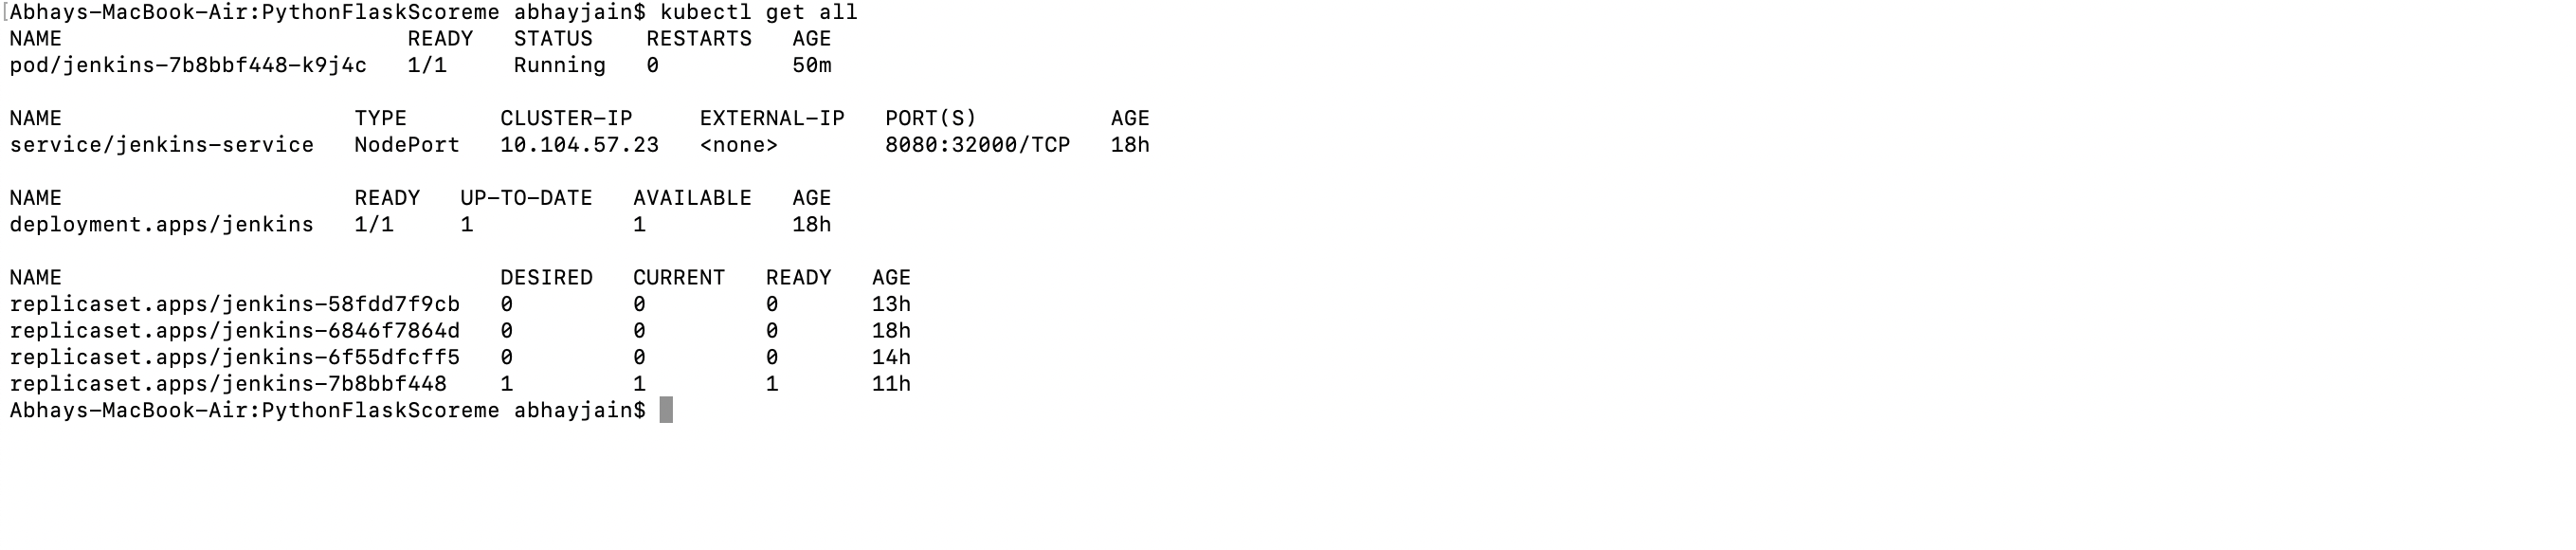 [Abhays-MacBook-Air:PythonFlaskScoreme abhayjain$ kubectl get all
NAME                          READY   STATUS    RESTARTS   AGE
pod/jenkins-7b8bbf448-k9j4c   1/1     Running   0          50m

NAME                      TYPE       CLUSTER-IP     EXTERNAL-IP   PORT(S)          AGE
service/jenkins-service   NodePort   10.104.57.23   <none>        8080:32000/TCP   18h

NAME                      READY   UP-TO-DATE   AVAILABLE   AGE
deployment.apps/jenkins   1/1     1            1           18h

NAME                                 DESIRED   CURRENT   READY   AGE
replicaset.apps/jenkins-58fdd7f9cb   0         0         0       13h
replicaset.apps/jenkins-6846f7864d   0         0         0       18h
replicaset.apps/jenkins-6f55dfcff5   0         0         0       14h
replicaset.apps/jenkins-7b8bbf448    1         1         1       11h
Abhays-MacBook-Air:PythonFlaskScoreme abhayjain$